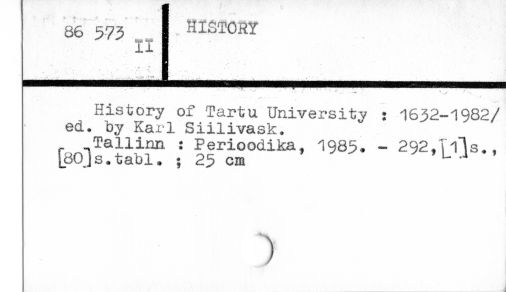 86 573
II
HISTORY
History of Tartu University : 1632-1982/
ed. by Karl Siilivask.
Tallinn : Perioodika, 1985. - 292,[1]s.,
[80]s.tabl. ; 25 cm